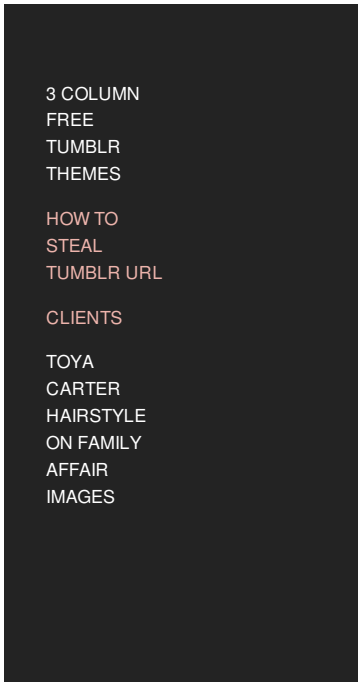 3 COLUMN
FREE
TUMBLR
THEMES
HOW TO
STEAL
TUMBLR URL
CLIENTS
TOYA
CARTER
HAIRSTYLE
ON FAMILY
AFFAIR
IMAGES